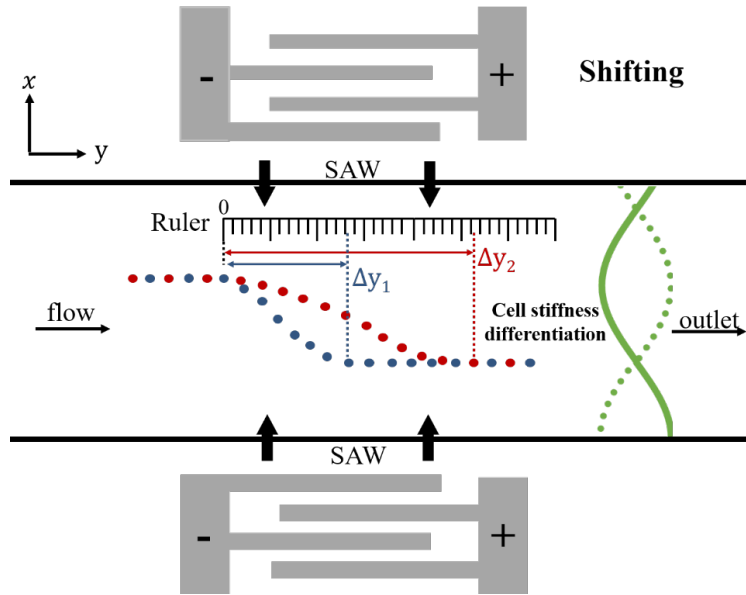 - +
Shifting
x
y
SAW
0
Ruler
Δy₂
Δy₁
flow
Cell stiffness
differentiation
outlet
SAW
- +